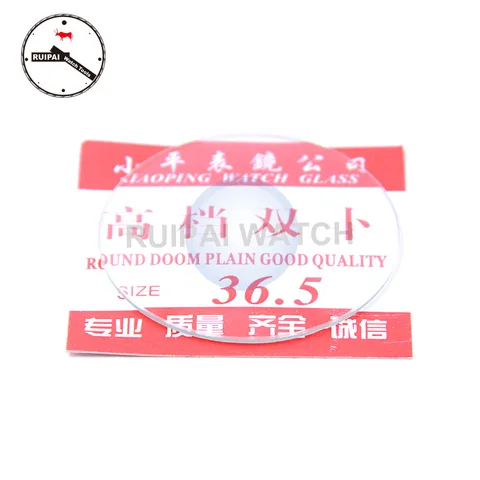 RUIPAI
Watch Tools
小平表鏡公司
XIAOPING WATCH GLASS
高档双卜
RUIPAI WATCH
ROUND DOOM PLAIN GOOD QUALITY
SIZE 36.5
专业 质量 齐全 诚信